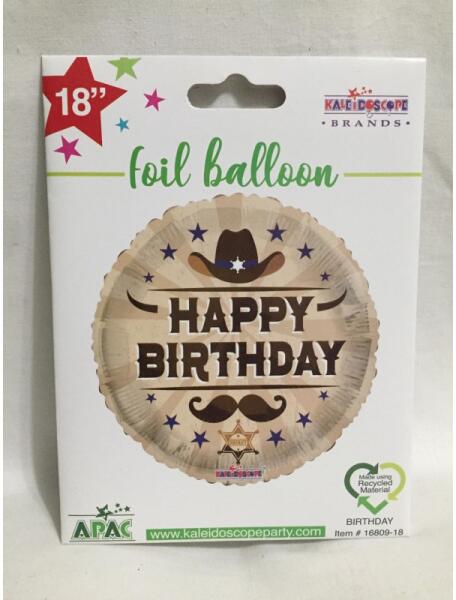 18”
KALEIDOSCOPE
• BRANDS •
foil balloon
HAPPY
BIRTHDAY
KALEIDOSCOPE
Made using
Recycled
Material
BIRTHDAY
Item # 16809-18
APAC
www.kaleidoscopeparty.com